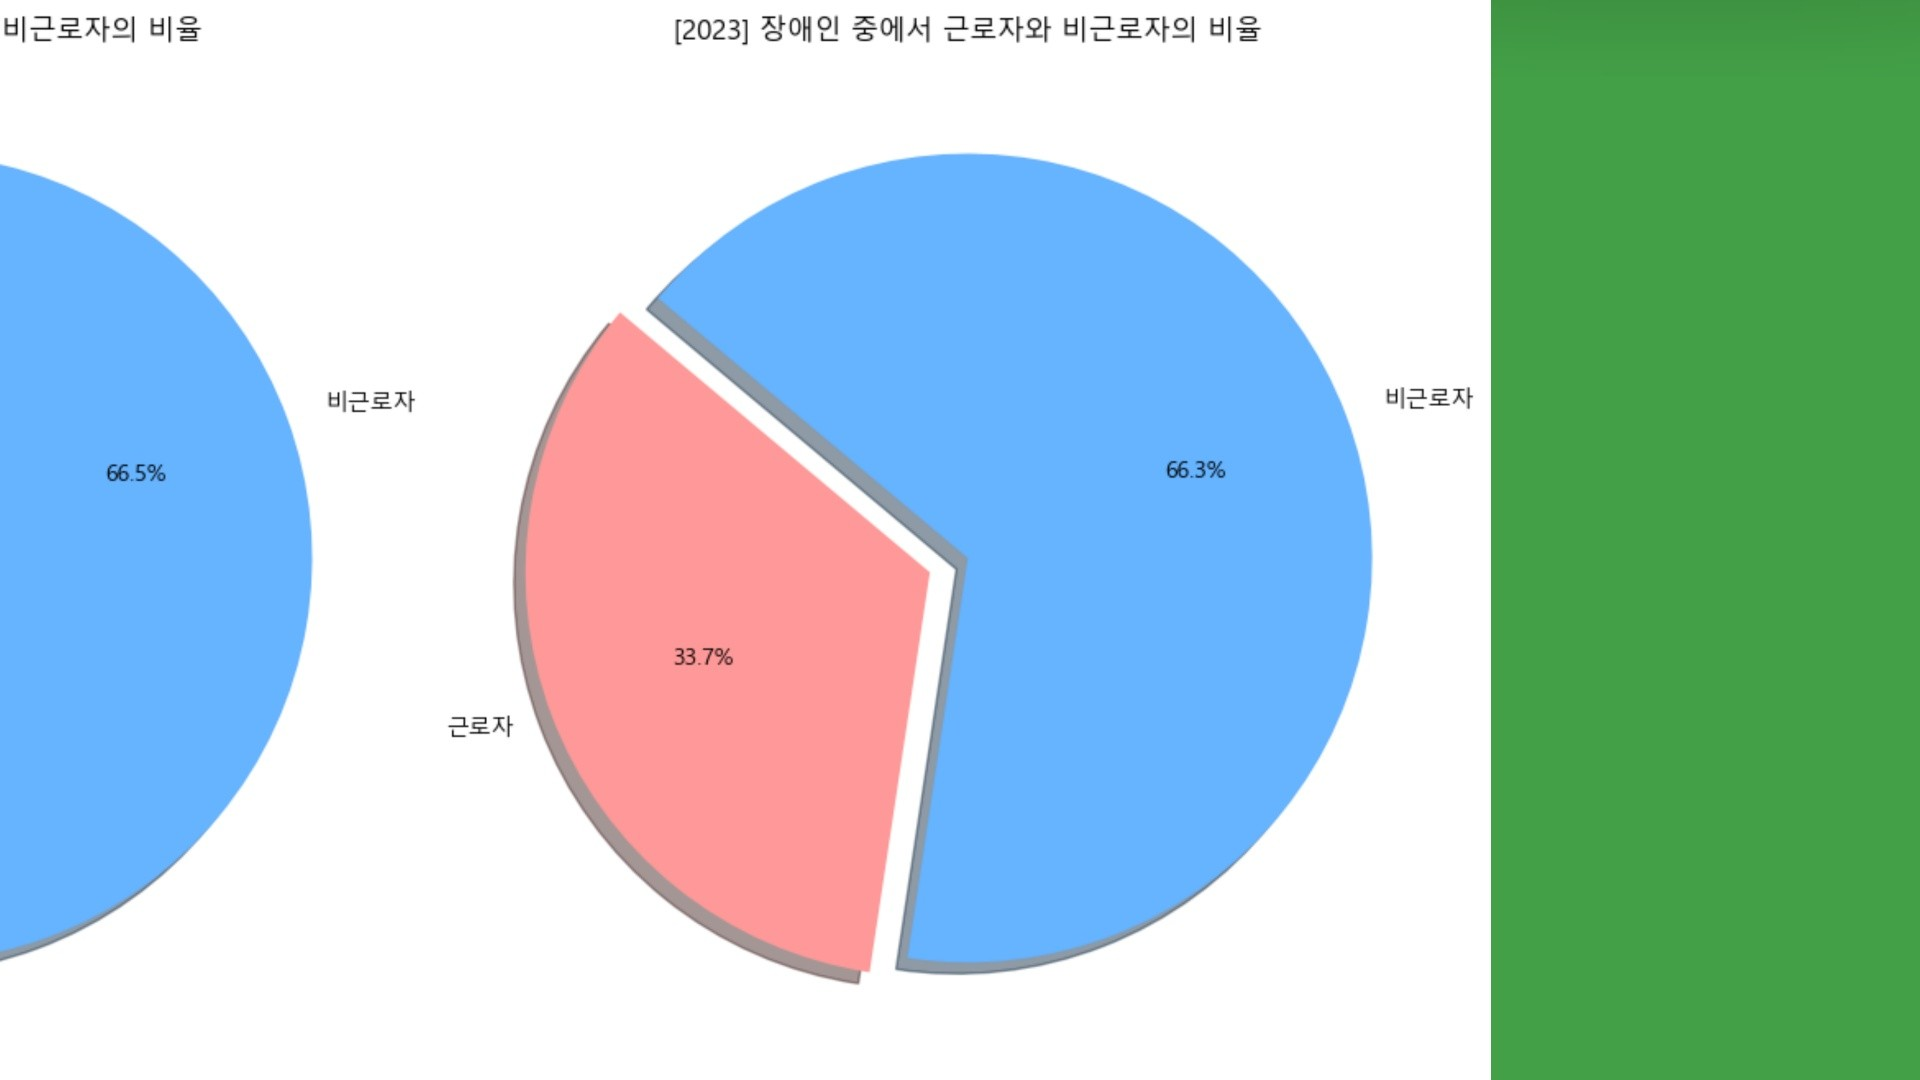 비근로자의 비율
비근로자
66.5%
[2023] 장애인 중에서 근로자와 비근로자의 비율
비근로자
66.3%
33.7%
근로자